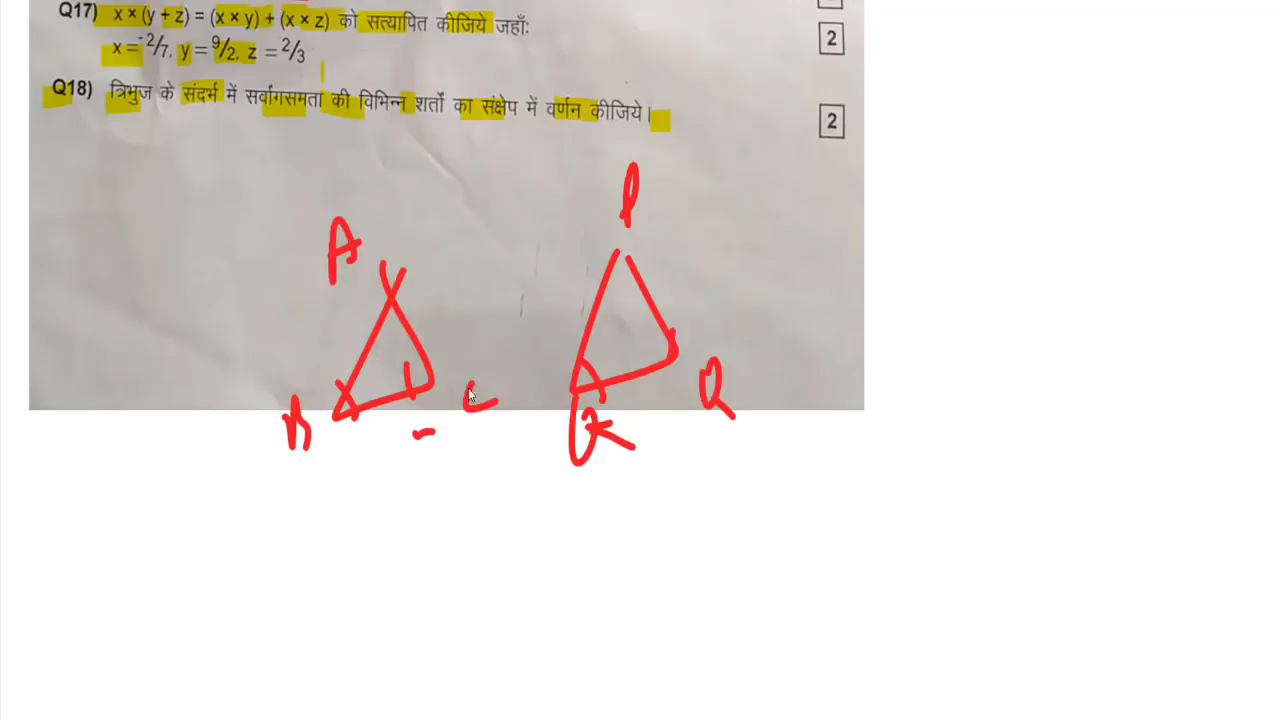 Q17) x × (y + z) = (x × y) + (x × z) को सत्यापित कीजिये जहाँः
x = -2/7, y = 9/2, z = 2/3
2
Q18) त्रिभुज के संदर्भ में सर्वांगसमता की विभिन्न शर्तों का संक्षेप में वर्णन कीजिये।
2
A
P
B
C
Q
R